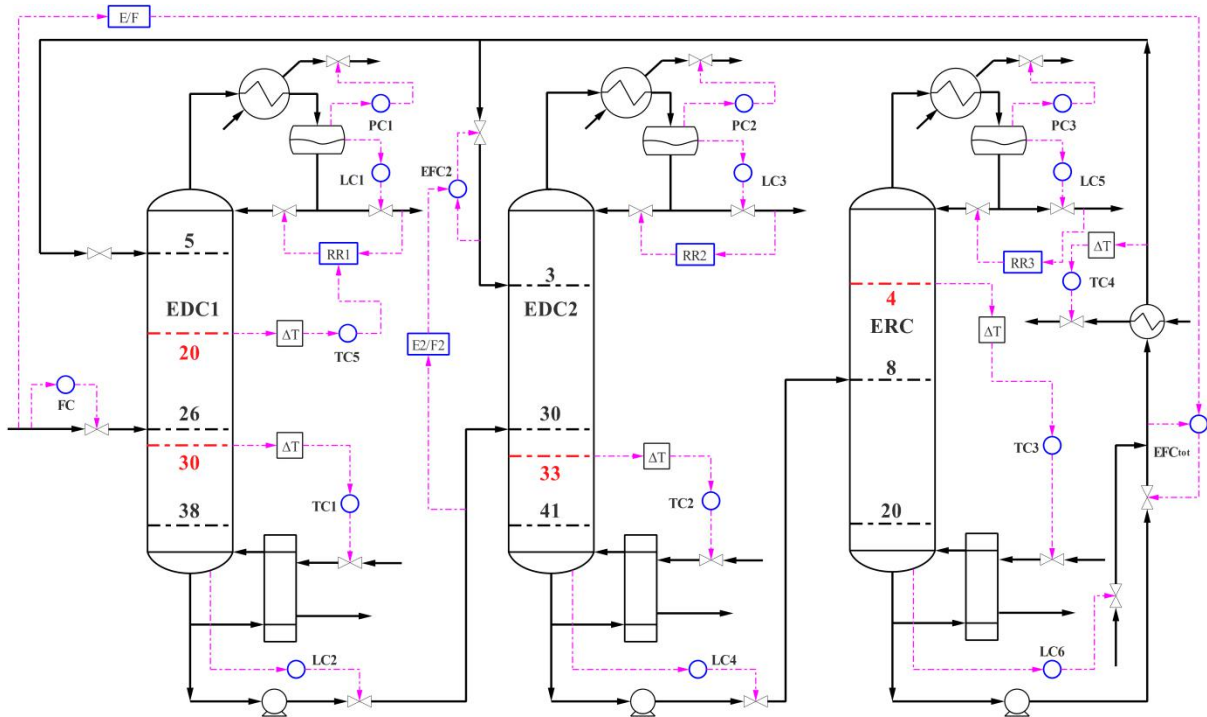 E/F
PC1
PC2
PC3
LC1
EFC2
LC3
LC5
5
RR1
RR2
RR3
ΔT
TC4
3
EDC1
EDC2
4
ERC
20
ΔT
TC5
E2/F2
ΔT
8
FC
26
30
30
ΔT
33
ΔT
TC3
EFCtot
TC1
TC2
38
41
20
LC2
LC4
LC6